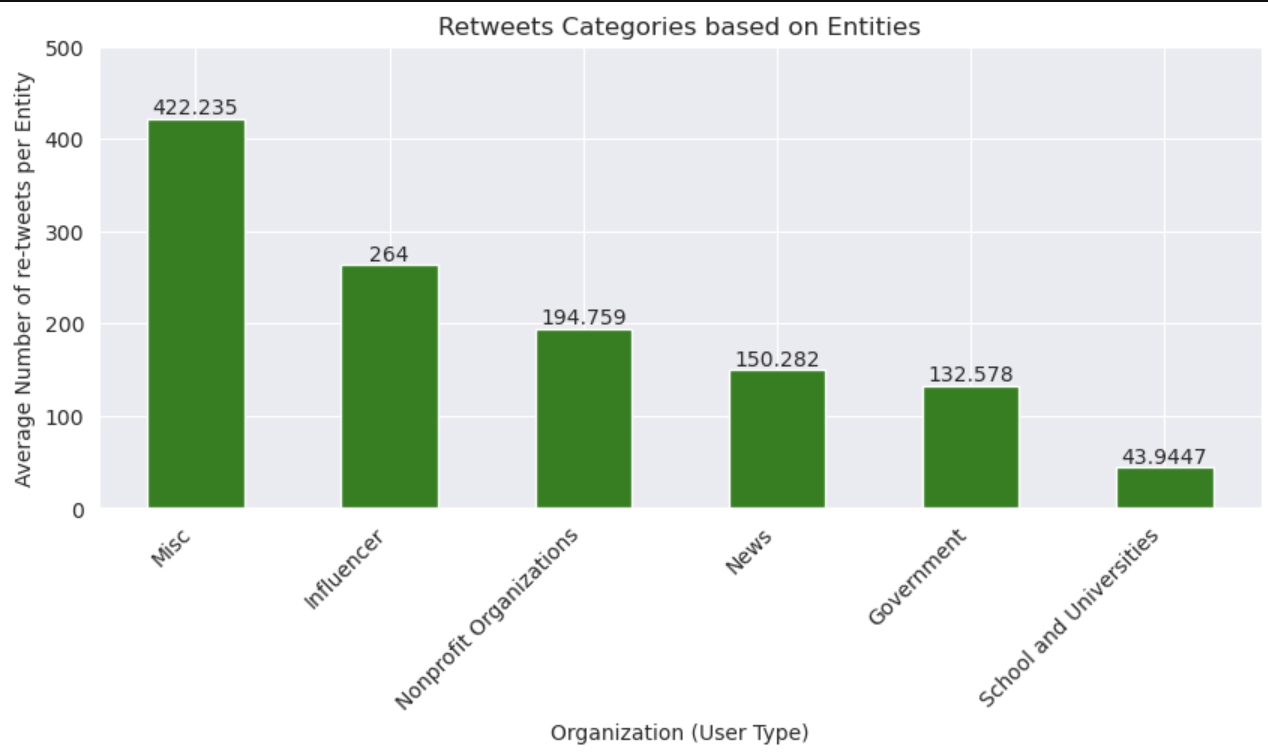 Retweets Categories based on Entities
Average Number of re-tweets per Entity
500
400
300
200
100
0
422.235
264
194.759
150.282
132.578
43.9447
Misc
Influencer
Nonprofit Organizations
News
Government
School and Universities
Organization (User Type)